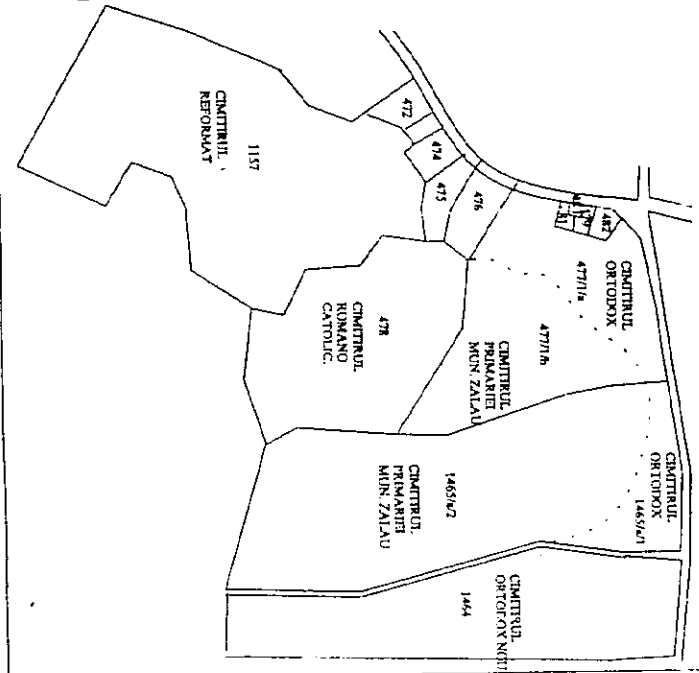 CIMITIRUL
REFORMAT
1157
472
474
475
476
482
CIMITIRUL
ORTODOX
477/1/a
477/1/b
CIMITIRUL
PRIMARIEI
MUN. ZALAU
478
CIMITIRUL
ROMANO
CATOLIC.
CIMITIRUL
ORTODOX
1465/a/1
1465/a/2
CIMITIRUL
PRIMARIEI
MUN. ZALAU
CIMITIRUL
ORTODOX NOU
1464